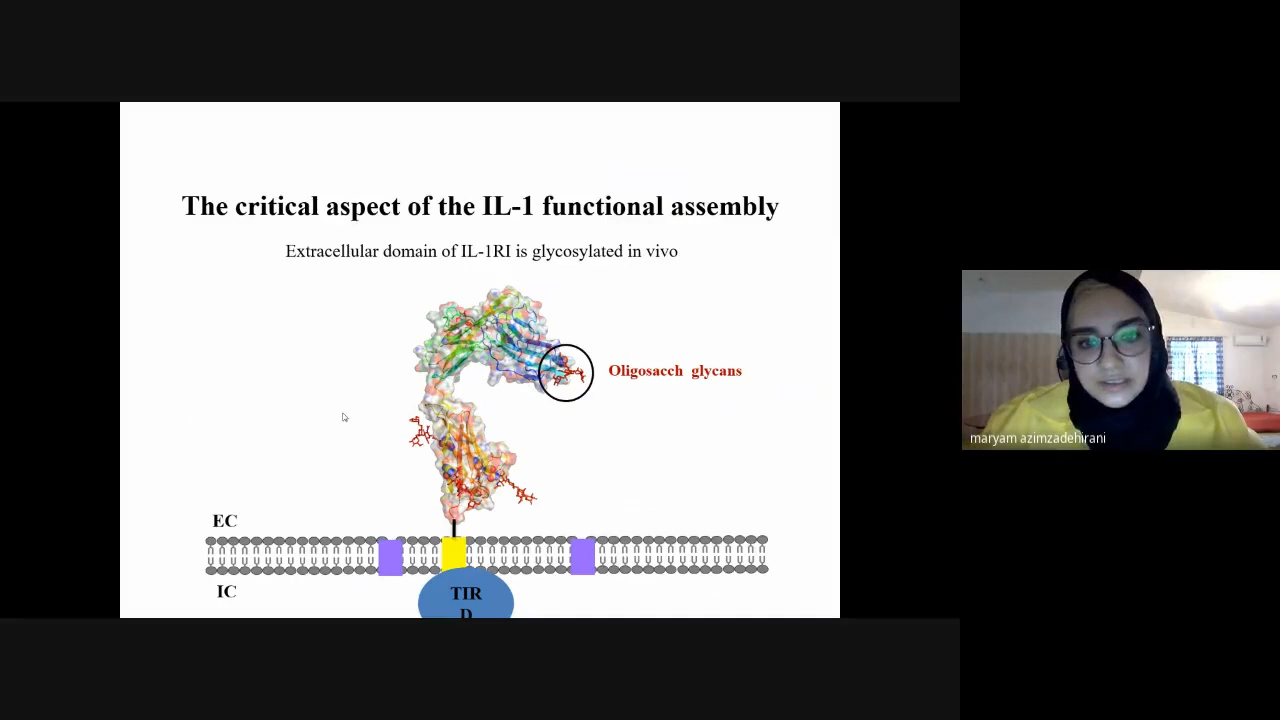 The critical aspect of the IL-1 functional assembly
Extracellular domain of IL-1RI is glycosylated in vivo
Oligosacch glycans
EC
IC
TIR
D
maryam azimzadehirani